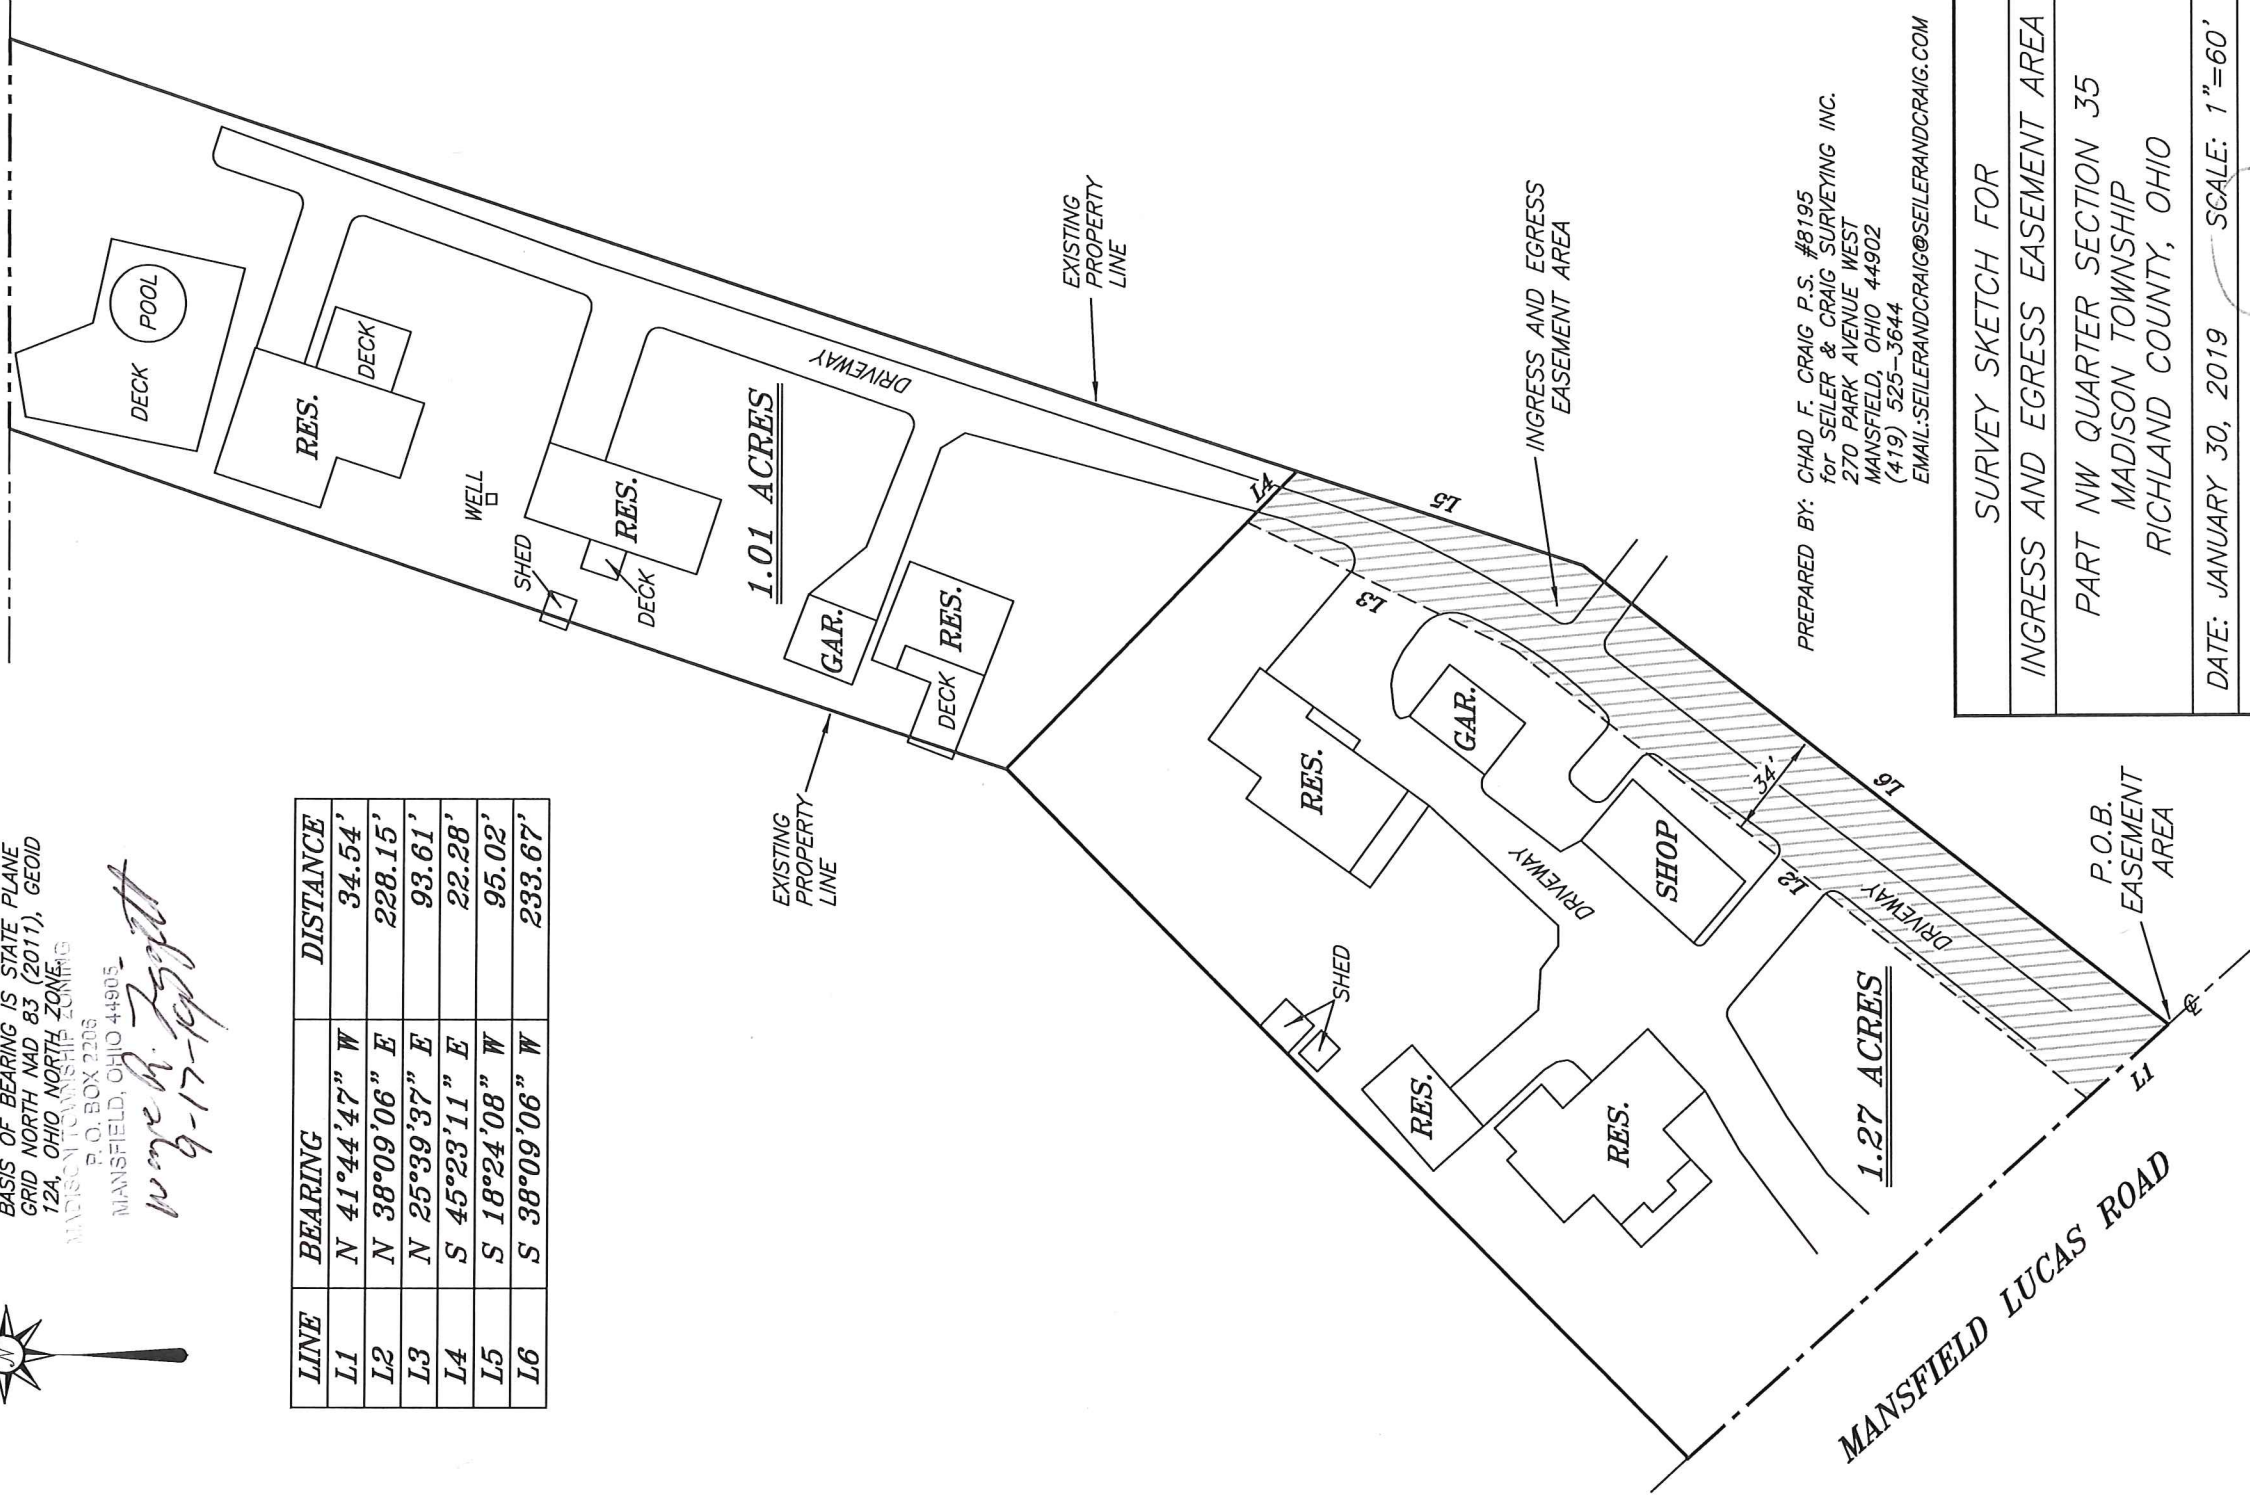 BASIS OF BEARING IS STATE PLANE
GRID NORTH NAD 83 (2011), GEOID
12A, OHIO NORTH ZONE
MADISON TOWNSHIP ZONING
P.O. BOX 2206
MANSFIELD, OHIO 44905
9-17-19
N
LINE BEARING DISTANCE
L1 N 41°44'47" W 34.54'
L2 N 38°09'06" E 228.15'
L3 N 25°39'37" E 93.61'
L4 S 45°23'11" E 22.28'
L5 S 18°24'08" W 95.02'
L6 S 38°09'06" W 233.67'
POOL
DECK
DECK
RES.
WELL
SHED
RES.
DECK
1.01 ACRES
DRIVEWAY
GAR.
RES.
DECK
EXISTING
PROPERTY
LINE
EXISTING
PROPERTY
LINE
L4
L5
L3
INGRESS AND EGRESS
EASEMENT AREA
RES.
GAR.
34'
L6
SHOP
DRIVEWAY
L2
DRIVEWAY
SHED
RES.
RES.
1.27 ACRES
P.O.B.
EASEMENT
AREA
L1
℄
MANSFIELD LUCAS ROAD
PREPARED BY: CHAD F. CRAIG P.S. #8195
for SEILER & CRAIG SURVEYING INC.
270 PARK AVENUE WEST
MANSFIELD, OHIO 44902
(419) 525-3644
EMAIL:SEILERANDCRAIG@SEILERANDCRAIG.COM
SURVEY SKETCH FOR
INGRESS AND EGRESS EASEMENT AREA
PART NW QUARTER SECTION 35
MADISON TOWNSHIP
RICHLAND COUNTY, OHIO
DATE: JANUARY 30, 2019 SCALE: 1"=60'